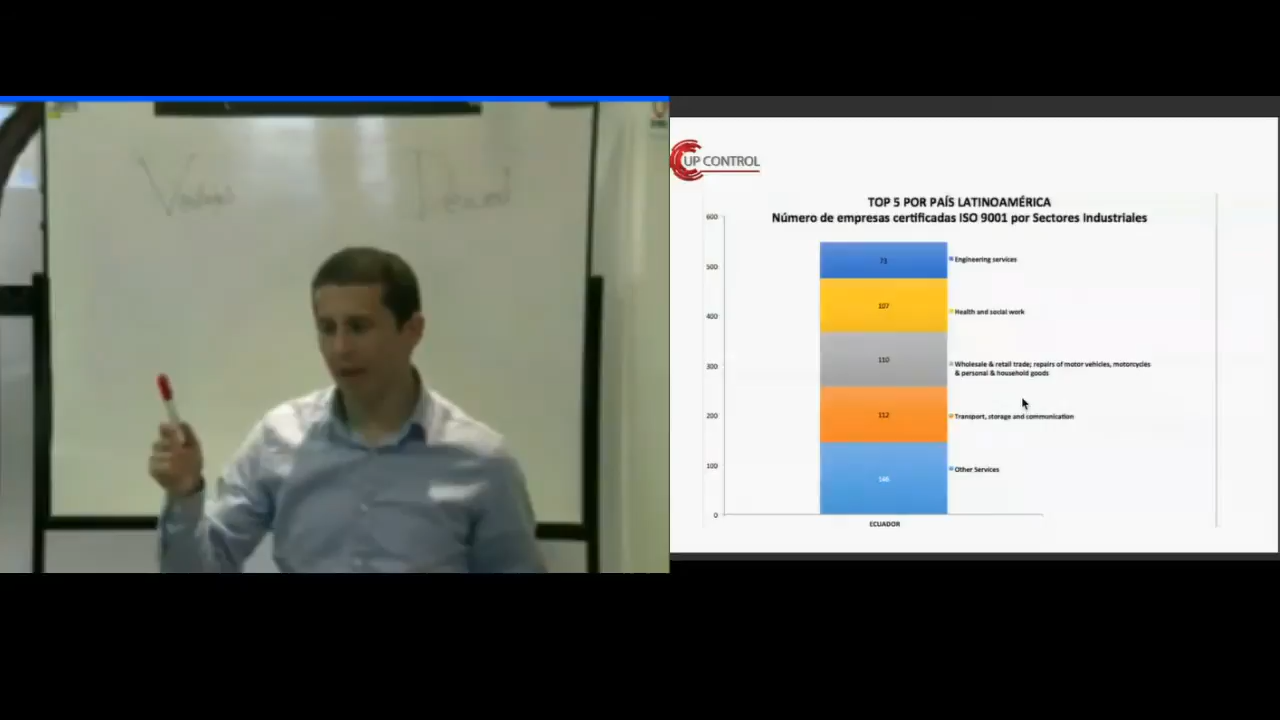 UP CONTROL
TOP 5 POR PAÍS LATINOAMÉRICA
Número de empresas certificadas ISO 9001 por Sectores Industriales
600
500
400
300
200
100
0
73
107
110
112
146
Engineering services
Health and social work
Wholesale & retail trade; repairs of motor vehicles, motorcycles
& personal & household goods
Transport, storage and communication
Other Services
ECUADOR